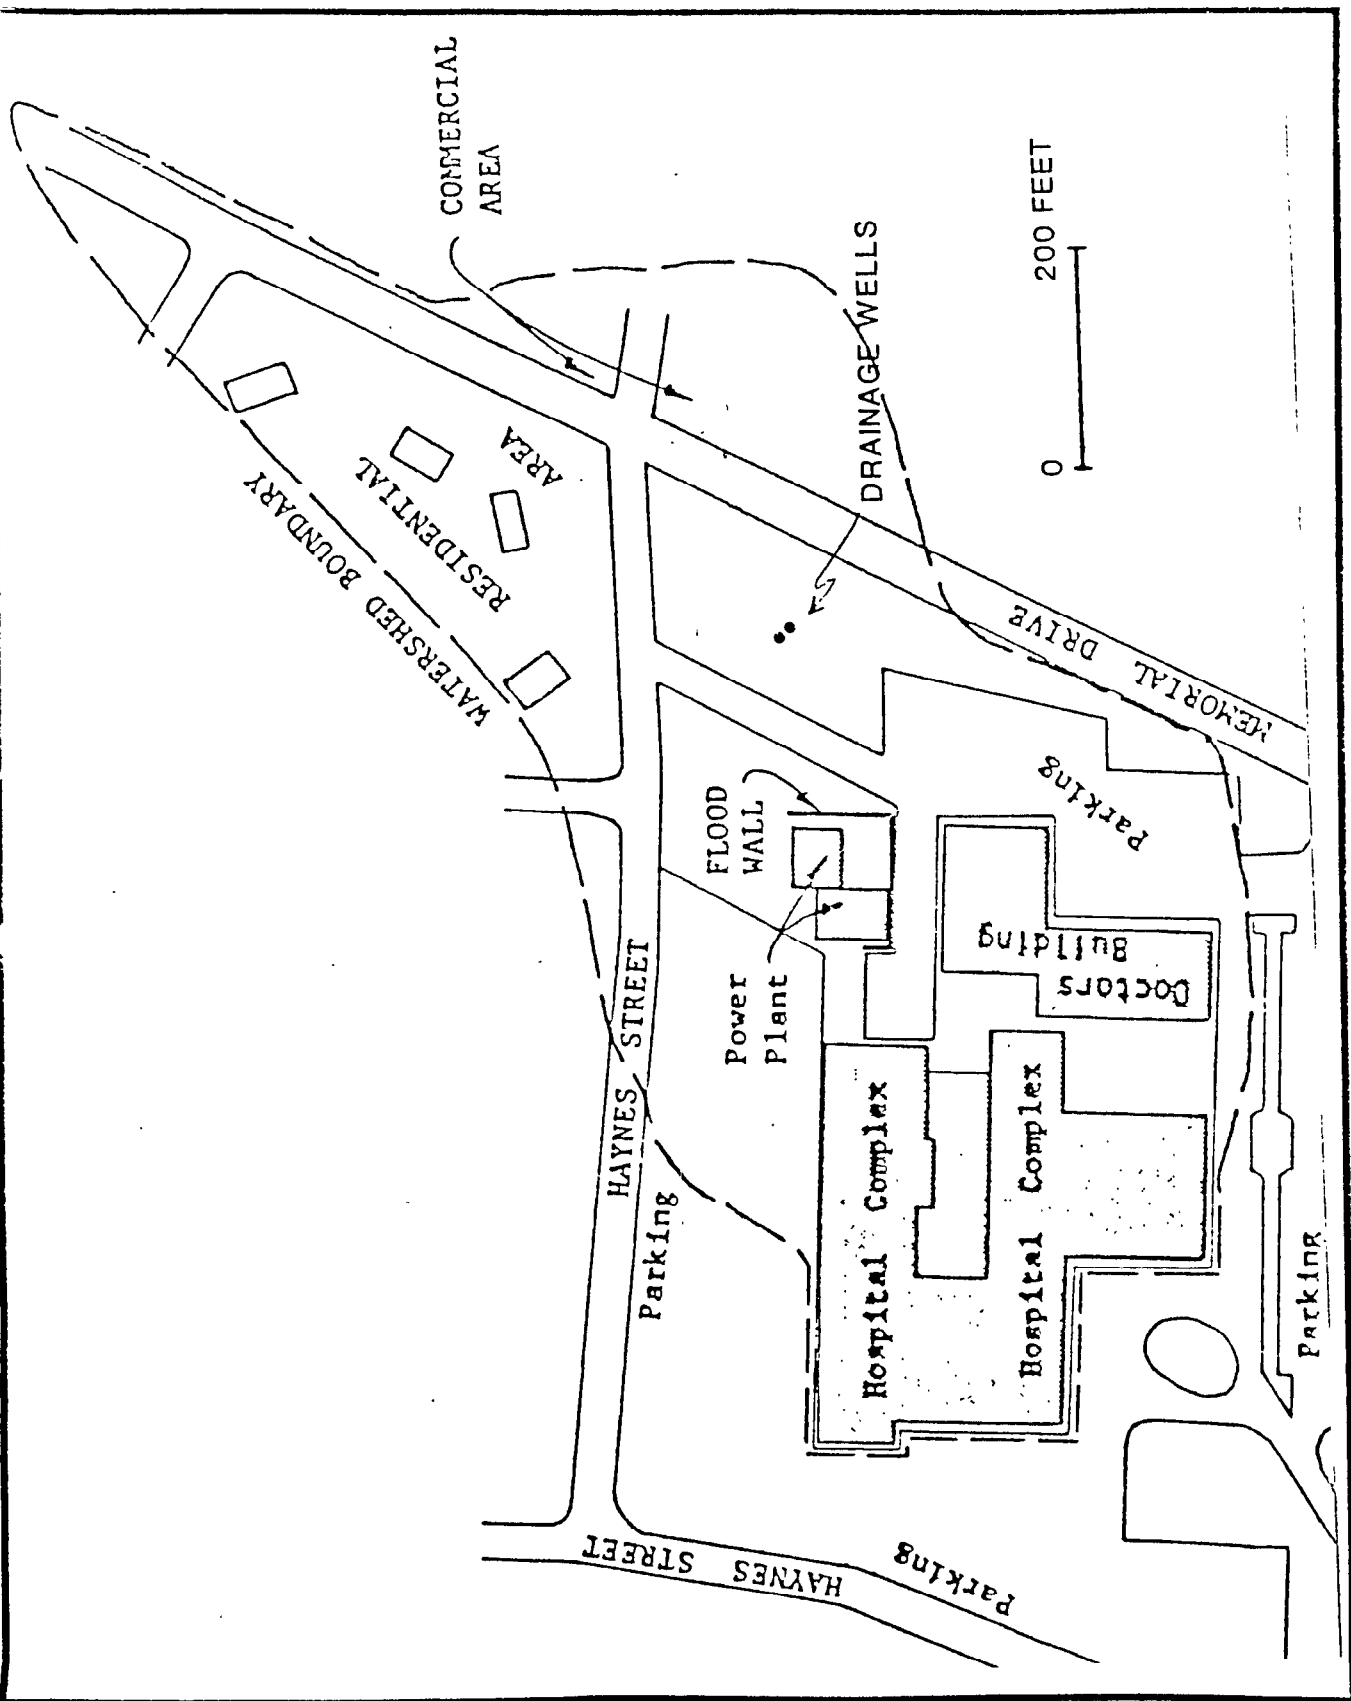 COMMERCIAL
AREA
WATERSHED BOUNDARY
RESIDENTIAL
AREA
DRAINAGE WELLS
0 200 FEET
MEMORIAL DRIVE
FLOOD
WALL
Power
Plant
Parking
Doctors
Building
HAYNES STREET
Parking
Hospital Complex
Hospital Complex
Parking
HAYNES STREET
Parking